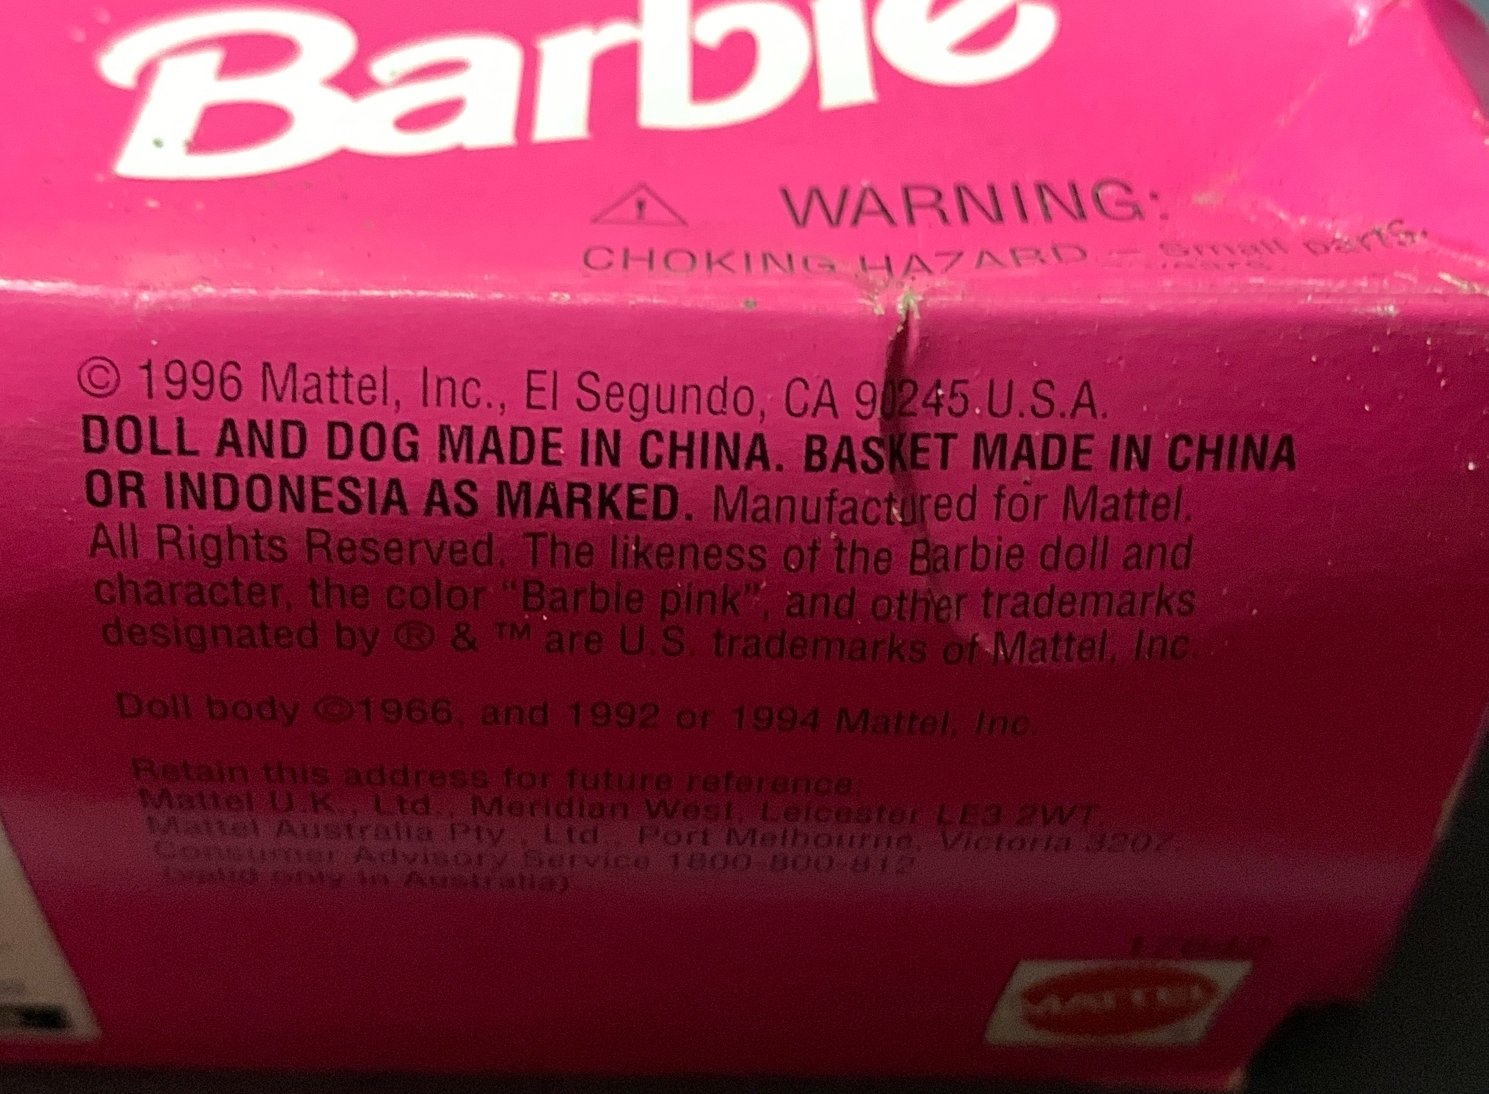 Barbie
WARNING:
CHOKING HAZARD – Small parts.
© 1996 Mattel, Inc., El Segundo, CA 90245.U.S.A.
DOLL AND DOG MADE IN CHINA. BASKET MADE IN CHINA
OR INDONESIA AS MARKED. Manufactured for Mattel.
All Rights Reserved. The likeness of the Barbie doll and
character, the color "Barbie pink", and other trademarks
designated by ® & ™ are U.S. trademarks of Mattel, Inc.
Doll body ©1966, and 1992 or 1994 Mattel, Inc.
Retain this address for future reference:
Mattel U.K., Ltd., Meridian West, Leicester LE3 2WT.
Mattel Australia Pty., Ltd., Port Melbourne, Victoria 3207.
Consumer Advisory Service 1800-800-812
(valid only in Australia)
MATTEL